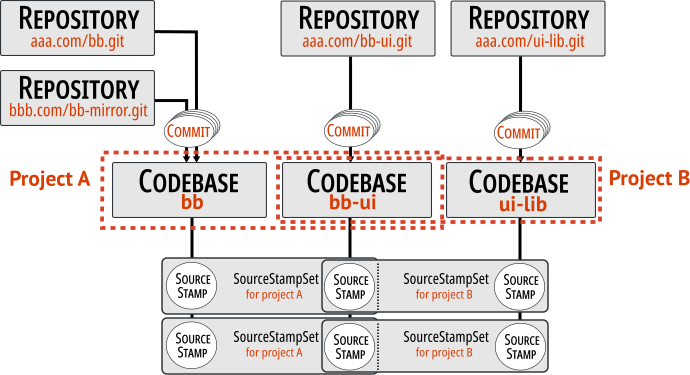 REPOSITORY
aaa.com/bb.git
REPOSITORY
aaa.com/bb-ui.git
REPOSITORY
aaa.com/ui-lib.git
REPOSITORY
bbb.com/bb-mirror.git
COMMIT
COMMIT
COMMIT
Project A
CODEBASE
bb
CODEBASE
bb-ui
CODEBASE
ui-lib
Project B
SOURCE
STAMP
SourceStampSet
for project A
SOURCE
STAMP
SourceStampSet
for project B
SOURCE
STAMP
SOURCE
STAMP
SourceStampSet
for project A
SOURCE
STAMP
SourceStampSet
for project B
SOURCE
STAMP